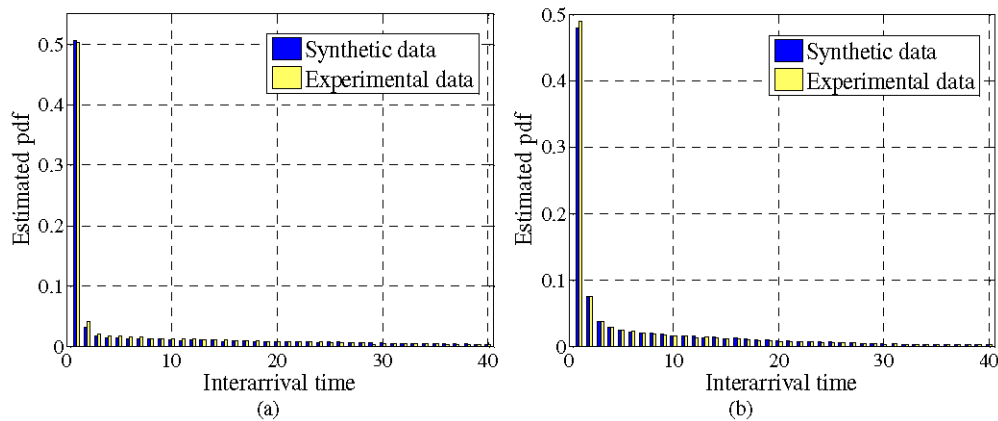 Estimated pdf
0.5
0.4
0.3
0.2
0.1
0
0
10
20
30
40
Interarrival time
Synthetic data
Experimental data
(a)
Estimated pdf
0.5
0.4
0.3
0.2
0.1
0
0
10
20
30
40
Interarrival time
Synthetic data
Experimental data
(b)